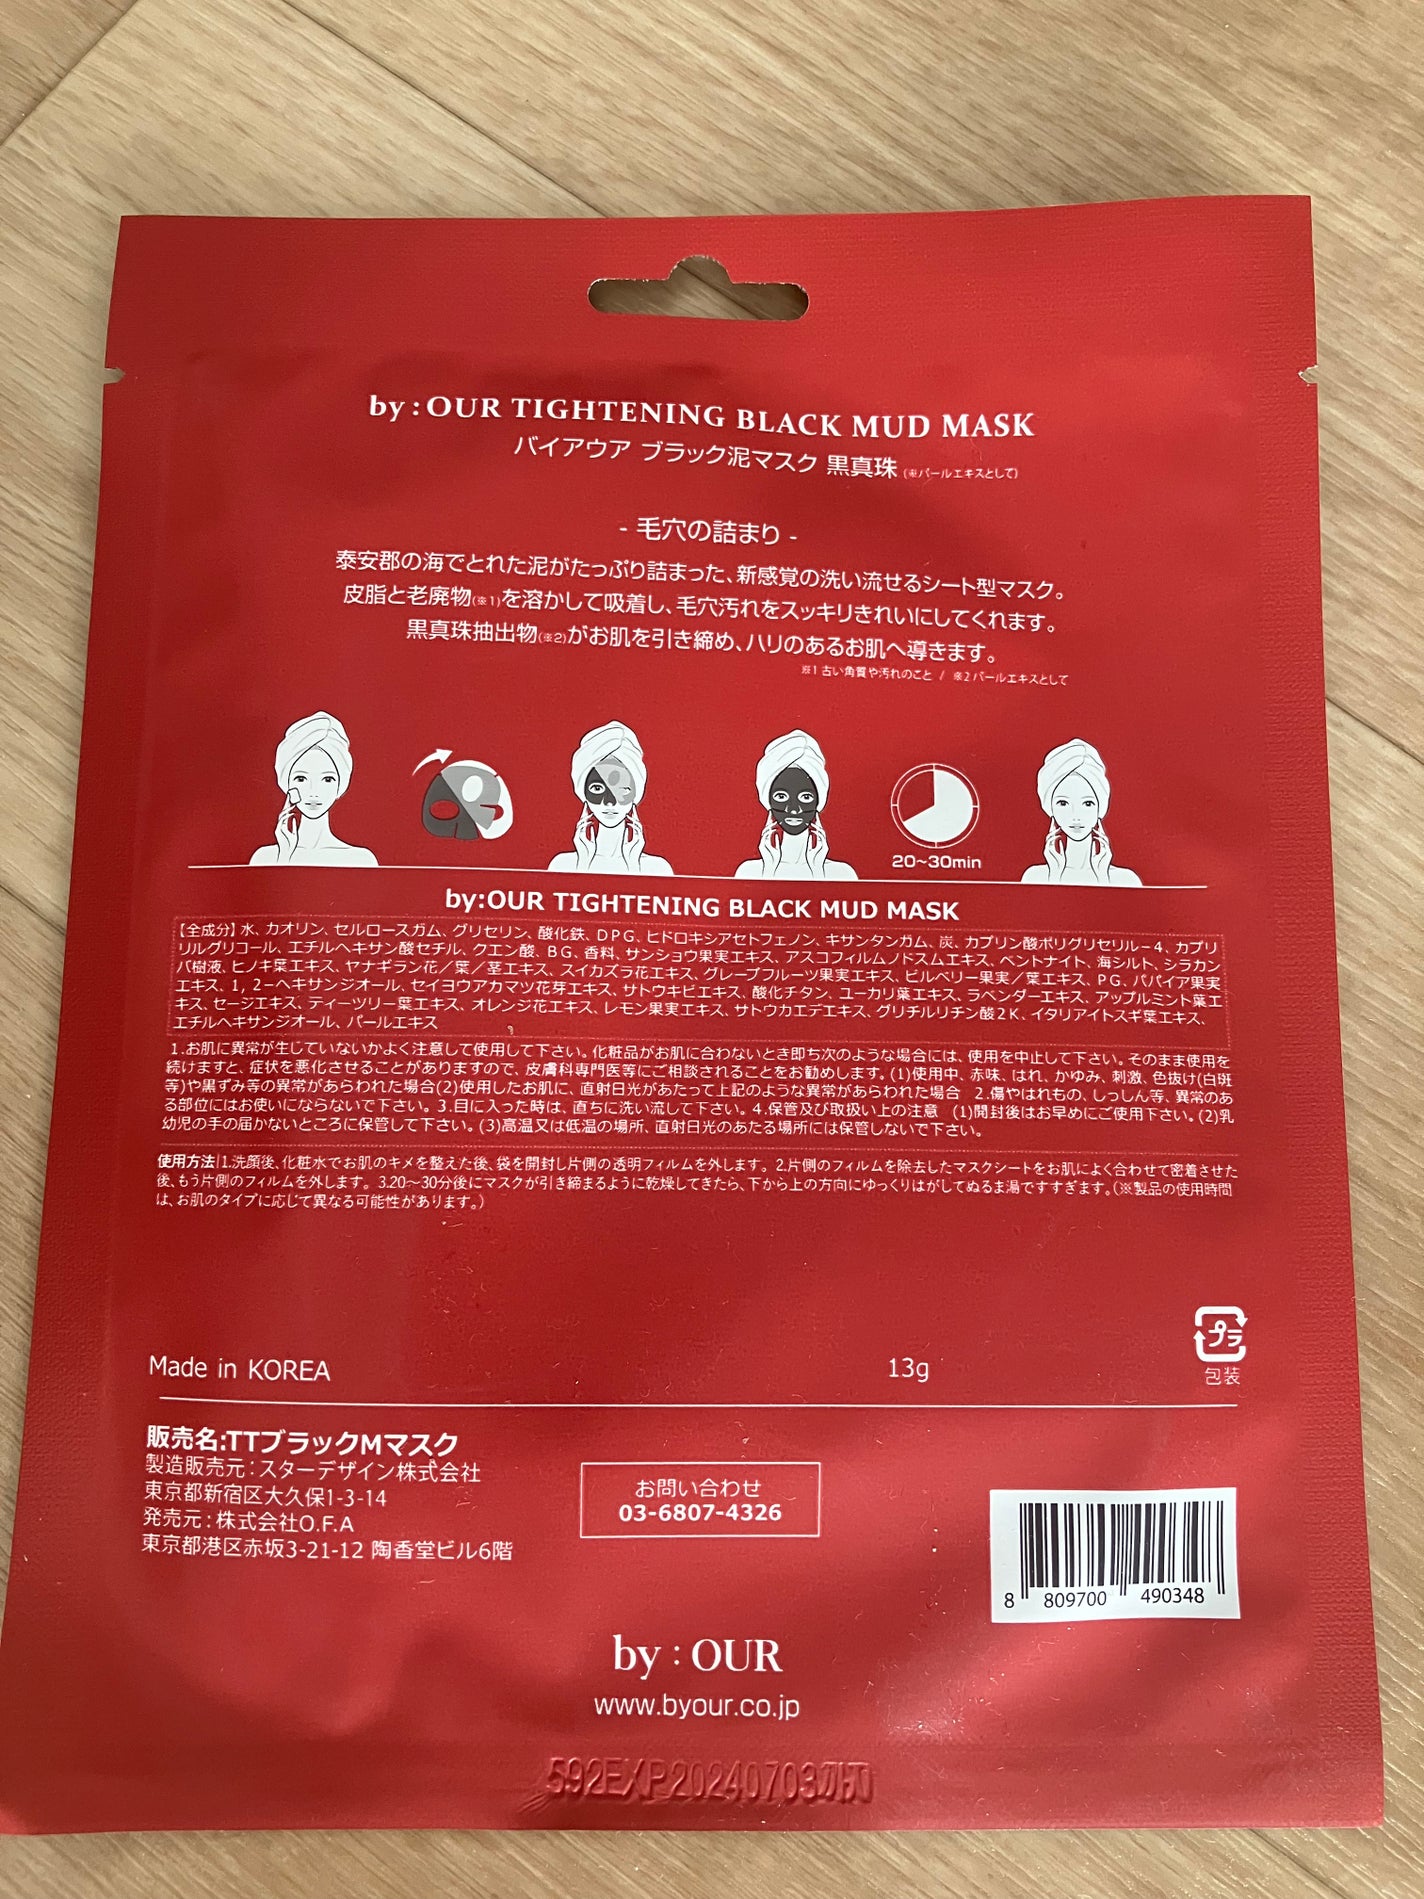 by : OUR TIGHTENING BLACK MUD MASK
バイアウア ブラック泥マスク 黒真珠 (※パールエキスとして)
- 毛穴の詰まり -
泰安郡の海でとれた泥がたっぷり詰まった、新感覚の洗い流せるシート型マスク。
皮脂と老廃物(※1)を溶かして吸着し、毛穴汚れをスッキリきれいにしてくれます。
黒真珠抽出物(※2)がお肌を引き締め、ハリのあるお肌へ導きます。
※1 古い角質や汚れのこと / ※2 パールエキスとして
20~30min
by:OUR TIGHTENING BLACK MUD MASK
【全成分】水、カオリン、セルロースガム、グリセリン、酸化鉄、DPG、ヒドロキシアセトフェノン、キサンタンガム、炭、カプリン酸ポリグリセリル−4、カプリ
リルグリコール、エチルヘキサン酸セチル、クエン酸、BG、香料、サンショウ果実エキス、アスコフィルムノドスムエキス、ベントナイト、海シルト、シラカン
バ樹液、ヒノキ葉エキス、ヤナギラン花／葉／茎エキス、スイカズラ花エキス、グレープフルーツ果実エキス、ビルベリー果実／葉エキス、PG、パパイア果実
エキス、1，2−ヘキサンジオール、セイヨウアカマツ花芽エキス、サトウキビエキス、酸化チタン、ユーカリ葉エキス、ラベンダーエキス、アップルミント葉エ
キス、セージエキス、ティーツリー葉エキス、オレンジ花エキス、レモン果実エキス、サトウカエデエキス、グリチルリチン酸2K、イタリアイトスギ葉エキス、
エチルヘキサンジオール、パールエキス
1.お肌に異常が生じていないかよく注意して使用して下さい。化粧品がお肌に合わないとき即ち次のような場合には、使用を中止して下さい。そのまま使用を
続けますと、症状を悪化させることがありますので、皮膚科専門医等にご相談されることをお勧めします。(1)使用中、赤味、はれ、かゆみ、刺激、色抜け(白斑
等)や黒ずみ等の異常があらわれた場合(2)使用したお肌に、直射日光があたって上記のような異常があらわれた場合 2.傷やはれもの、しっしん等、異常のあ
る部位にはお使いにならないで下さい。3.目に入った時は、直ちに洗い流して下さい。4.保管及び取扱い上の注意 (1)開封後はお早めにご使用下さい。(2)乳
幼児の手の届かないところに保管して下さい。(3)高温又は低温の場所、直射日光のあたる場所には保管しないで下さい。
使用方法|1.洗顔後、化粧水でお肌のキメを整えた後、袋を開封し片側の透明フィルムを外します。2.片側のフィルムを除去したマスクシートをお肌によく合わせて密着させた
後、もう片側のフィルムを外します。3.20～30分後にマスクが引き締まるように乾燥してきたら、下から上の方向にゆっくりはがしてぬるま湯ですすぎます。(※製品の使用時間
は、お肌のタイプに応じて異なる可能性があります。)
Made in KOREA
13g
プラ
包装
販売名:TTブラックMマスク
製造販売元：スターデザイン株式会社
東京都新宿区大久保1-3-14
発売元：株式会社O.F.A
東京都港区赤坂3-21-12 陶香堂ビル6階
お問い合わせ
03-6807-4326
8 809700 490348
by : OUR
www.byour.co.jp
592EXP20240703까지